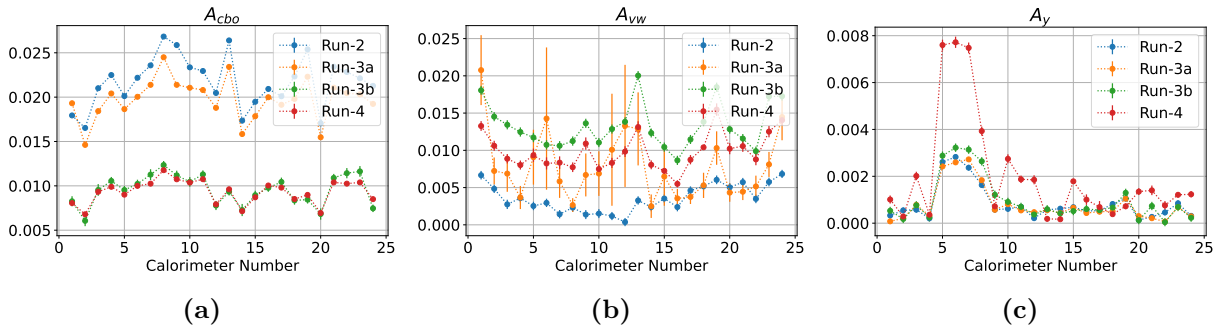 A_cbo
0.025
0.020
0.015
0.010
0.005
0 5 10 15 20 25
Calorimeter Number
Run-2
Run-3a
Run-3b
Run-4
(a)
A_vw
0.025
0.020
0.015
0.010
0.005
0.000
0 5 10 15 20 25
Calorimeter Number
Run-2
Run-3a
Run-3b
Run-4
(b)
A_y
0.008
0.006
0.004
0.002
0.000
0 5 10 15 20 25
Calorimeter Number
Run-2
Run-3a
Run-3b
Run-4
(c)